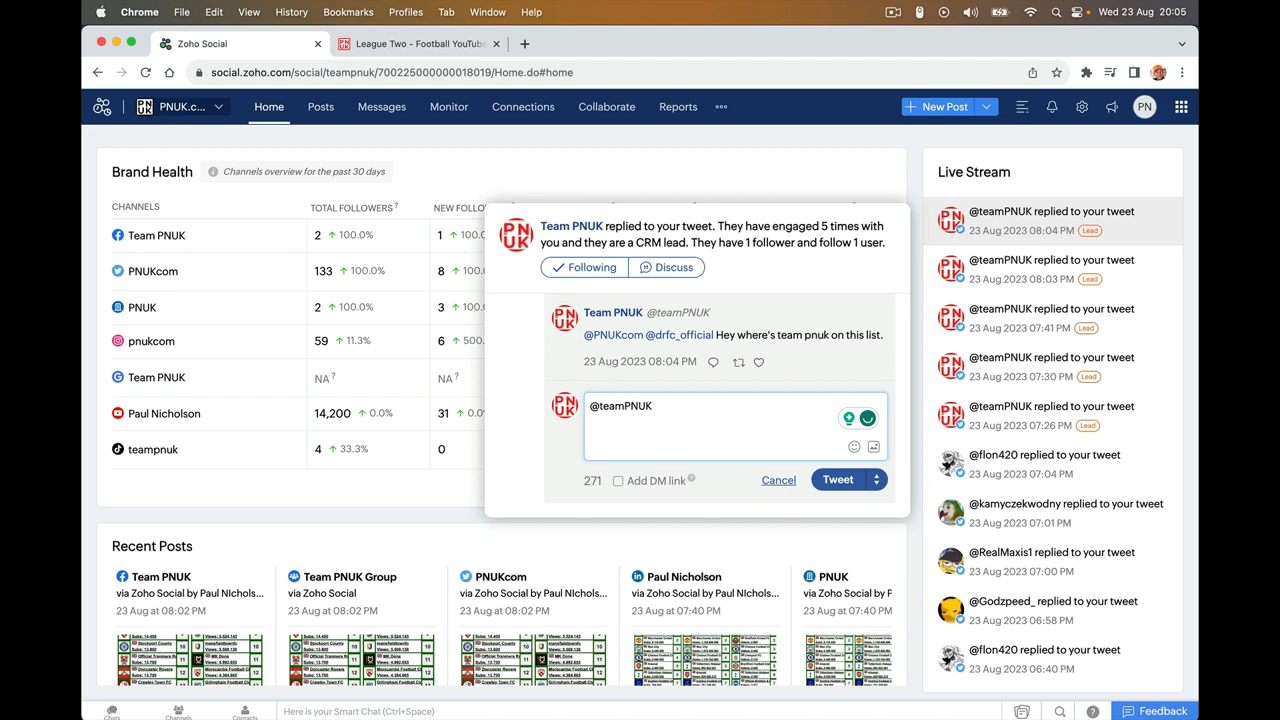 Chrome File Edit View History Bookmarks Profiles Tab Window Help Wed 23 Aug 20:05
Zoho Social
League Two - Football YouTube
social.zoho.com/social/teampnuk/700225000000018019/Home.do#home
PNUK.c... Home Posts Messages Monitor Connections Collaborate Reports New Post PN
Brand Health Channels overview for the past 30 days
CHANNELS TOTAL FOLLOWERS ? NEW FOLLO
Team PNUK 2 100.0% 1 100.0
PNUKcom 133 100.0% 8 100.0
PNUK 2 100.0% 3 100.0
pnukcom 59 11.3% 6 500.
Team PNUK NA ? NA ?
Paul Nicholson 14,200 0.0% 31 0.0%
teampnuk 4 33.3% 0
PN
UK
Team PNUK replied to your tweet. They have engaged 5 times with
you and they are a CRM lead. They have 1 follower and follow 1 user.
Following Discuss
Team PNUK @teamPNUK
@PNUKcom @drfc_official Hey where's team pnuk on this list.
23 Aug 2023 08:04 PM
@teamPNUK
271 Add DM link Cancel Tweet
Live Stream
@teamPNUK replied to your tweet
23 Aug 2023 08:04 PM Lead
@teamPNUK replied to your tweet
23 Aug 2023 08:03 PM Lead
@teamPNUK replied to your tweet
23 Aug 2023 07:41 PM Lead
@teamPNUK replied to your tweet
23 Aug 2023 07:30 PM Lead
@teamPNUK replied to your tweet
23 Aug 2023 07:26 PM Lead
@flon420 replied to your tweet
23 Aug 2023 07:04 PM
@kamyczekwodny replied to your tweet
23 Aug 2023 07:01 PM
@RealMaxis1 replied to your tweet
23 Aug 2023 07:00 PM
@Godzpeed_ replied to your tweet
23 Aug 2023 06:58 PM
@flon420 replied to your tweet
23 Aug 2023 06:40 PM
Recent Posts
Team PNUK
via Zoho Social by Paul NIchols...
23 Aug at 08:02 PM
Team PNUK Group
via Zoho Social
23 Aug at 08:02 PM
PNUKcom
via Zoho Social by Paul NIchols...
23 Aug at 08:02 PM
Paul Nicholson
via Zoho Social by Paul NIchols...
23 Aug at 07:40 PM
PNUK
via Zoho Social by P
23 Aug at 07:40 PM
Chats Channels Contacts Here is your Smart Chat (Ctrl+Space) Feedback